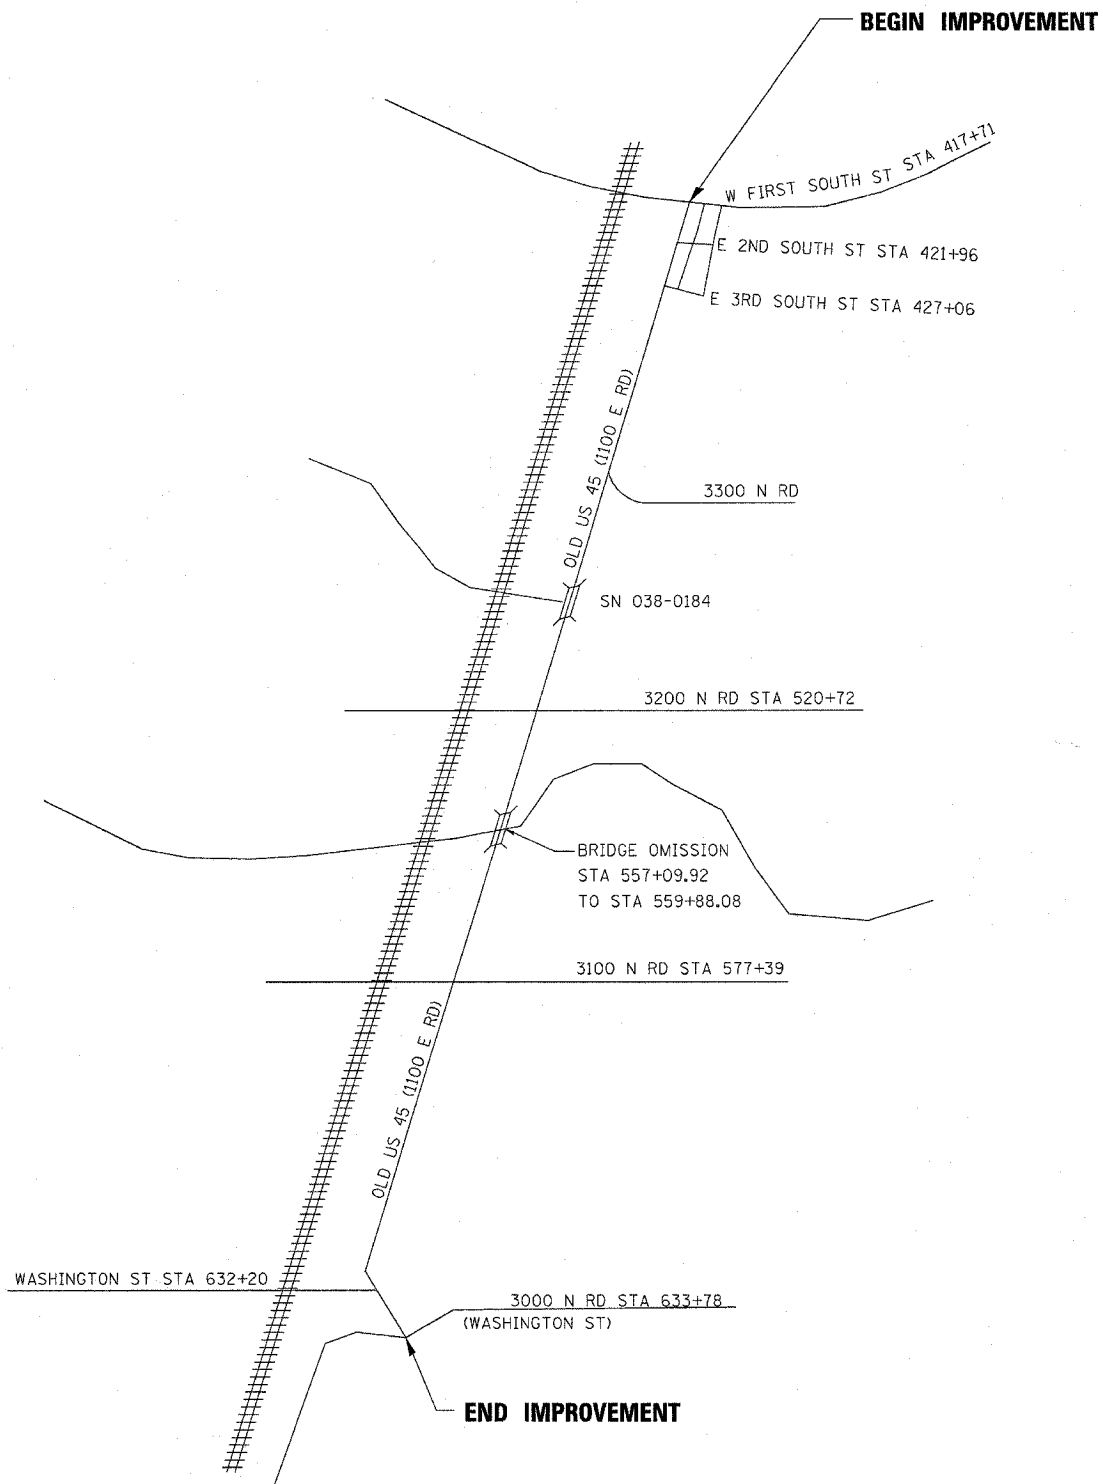 BEGIN IMPROVEMENT
W FIRST SOUTH ST STA 417+71
E 2ND SOUTH ST STA 421+96
E 3RD SOUTH ST STA 427+06
OLD US 45 (1100 E RD)
3300 N RD
SN 038-0184
3200 N RD STA 520+72
BRIDGE OMISSION
STA 557+09.92
TO STA 559+88.08
3100 N RD STA 577+39
OLD US 45 (1100 E RD)
WASHINGTON ST STA 632+20
3000 N RD STA 633+78
(WASHINGTON ST)
END IMPROVEMENT